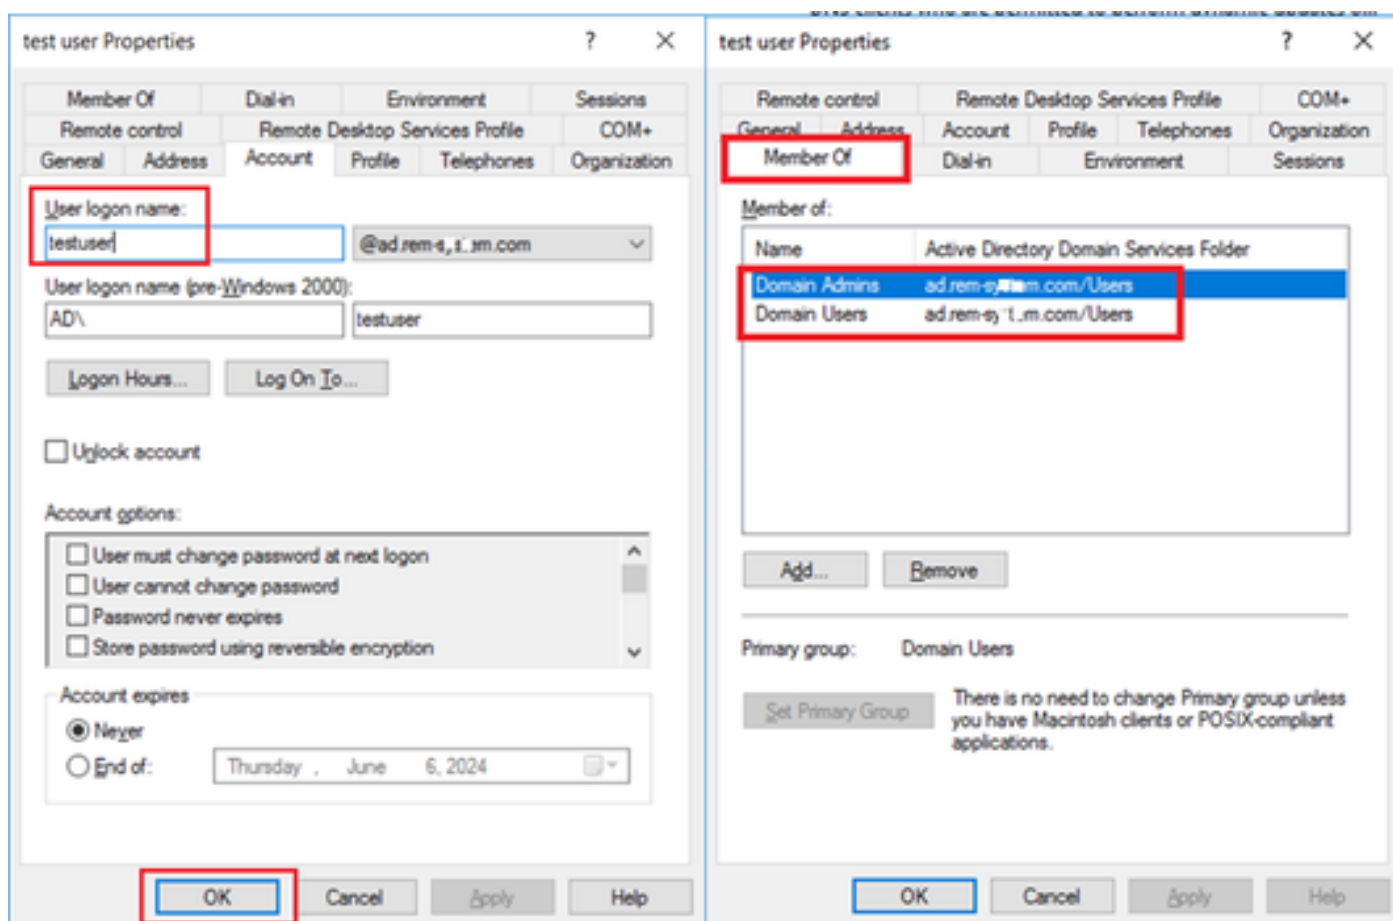 test user Properties
? ×
Member Of Dial-in Environment Sessions
Remote control Remote Desktop Services Profile COM+
General Address Account Profile Telephones Organization
User logon name:
testuser
User logon name (pre-Windows 2000):
AD\ testuser
Logon Hours... Log On To...
Unlock account
Account options:
User must change password at next logon
User cannot change password
Password never expires
Store password using reversible encryption
Account expires
Never
End of: Thursday , June 6, 2024
OK Cancel Apply Help
test user Properties
? ×
Remote control Remote Desktop Services Profile COM+
General Address Account Profile Telephones Organization
Member Of Dial-in Environment Sessions
Member of:
Name Active Directory Domain Services Folder
Domain Admins
Domain Users
Add... Remove
Primary group: Domain Users
Set Primary Group
There is no need to change Primary group unless
you have Macintosh clients or POSIX-compliant
applications.
OK Cancel Apply Help